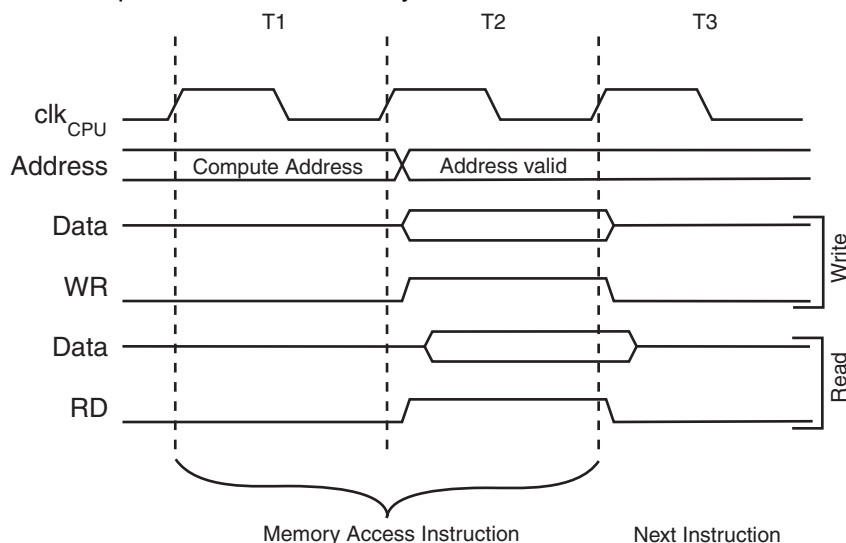 T1 T2 T3
clkCPU
Address Compute Address Address valid
Data
WR
Write
Data
RD
Read
Memory Access Instruction Next Instruction